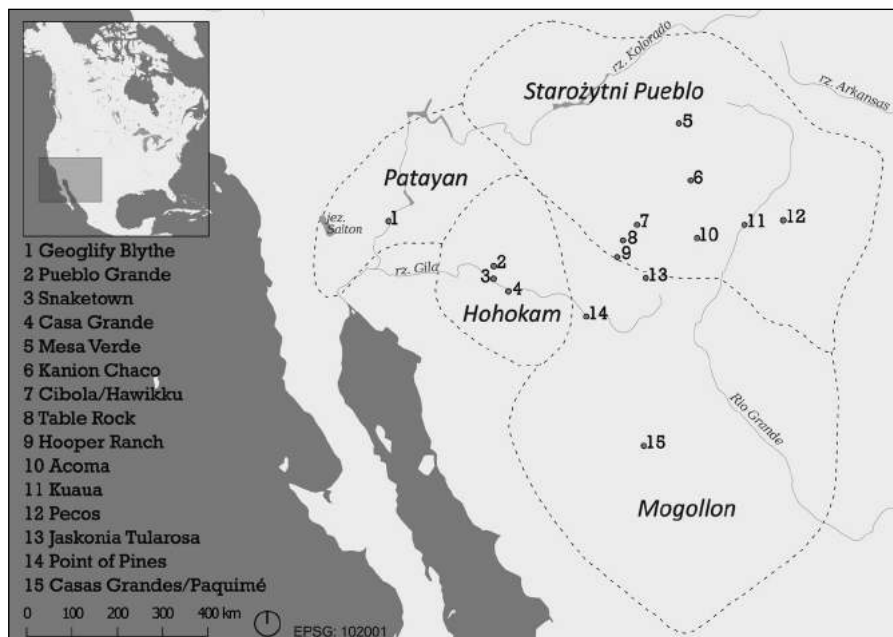 rz. Kolorado
rz. Arkansas
Starożytni Pueblo
5
Patayan
6
1
jez.
Salton
7
8
9
10
11
12
13
rz. Gila
2
3
4
Hohokam
14
15
Rio Grande
Mogollon
1 Geoglify Blythe
2 Pueblo Grande
3 Snaketown
4 Casa Grande
5 Mesa Verde
6 Kanion Chaco
7 Cibola/Hawikku
8 Table Rock
9 Hooper Ranch
10 Acoma
11 Kuaua
12 Pecos
13 Jaskonia Tularosa
14 Point of Pines
15 Casas Grandes/Paquimé
0 100 200 400 km
EPSG: 102001